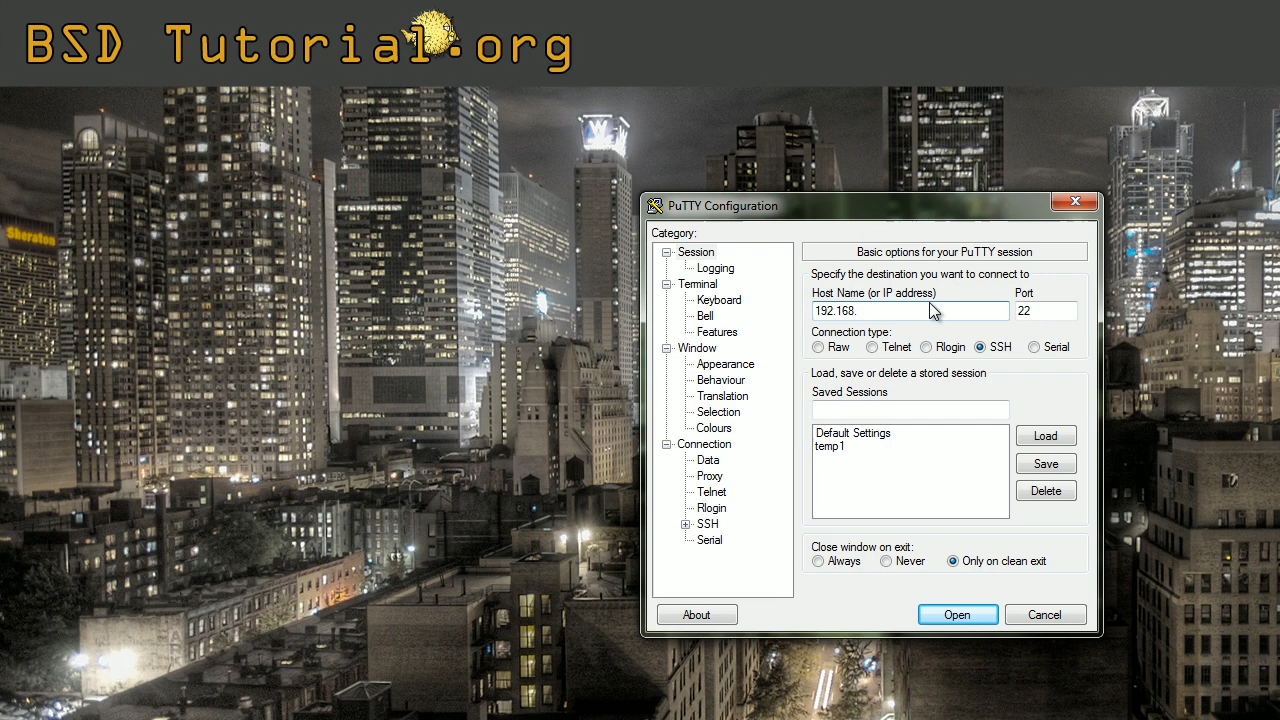 BSD Tutorial.org
Sheraton
W
PuTTY Configuration
Category:
Session
Logging
Terminal
Keyboard
Bell
Features
Window
Appearance
Behaviour
Translation
Selection
Colours
Connection
Data
Proxy
Telnet
Rlogin
SSH
Serial
Basic options for your PuTTY session
Specify the destination you want to connect to
Host Name (or IP address) Port
192.168. 22
Connection type:
Raw Telnet Rlogin SSH Serial
Load, save or delete a stored session
Saved Sessions
Default Settings
temp1
Load
Save
Delete
Close window on exit:
Always Never Only on clean exit
About Open Cancel